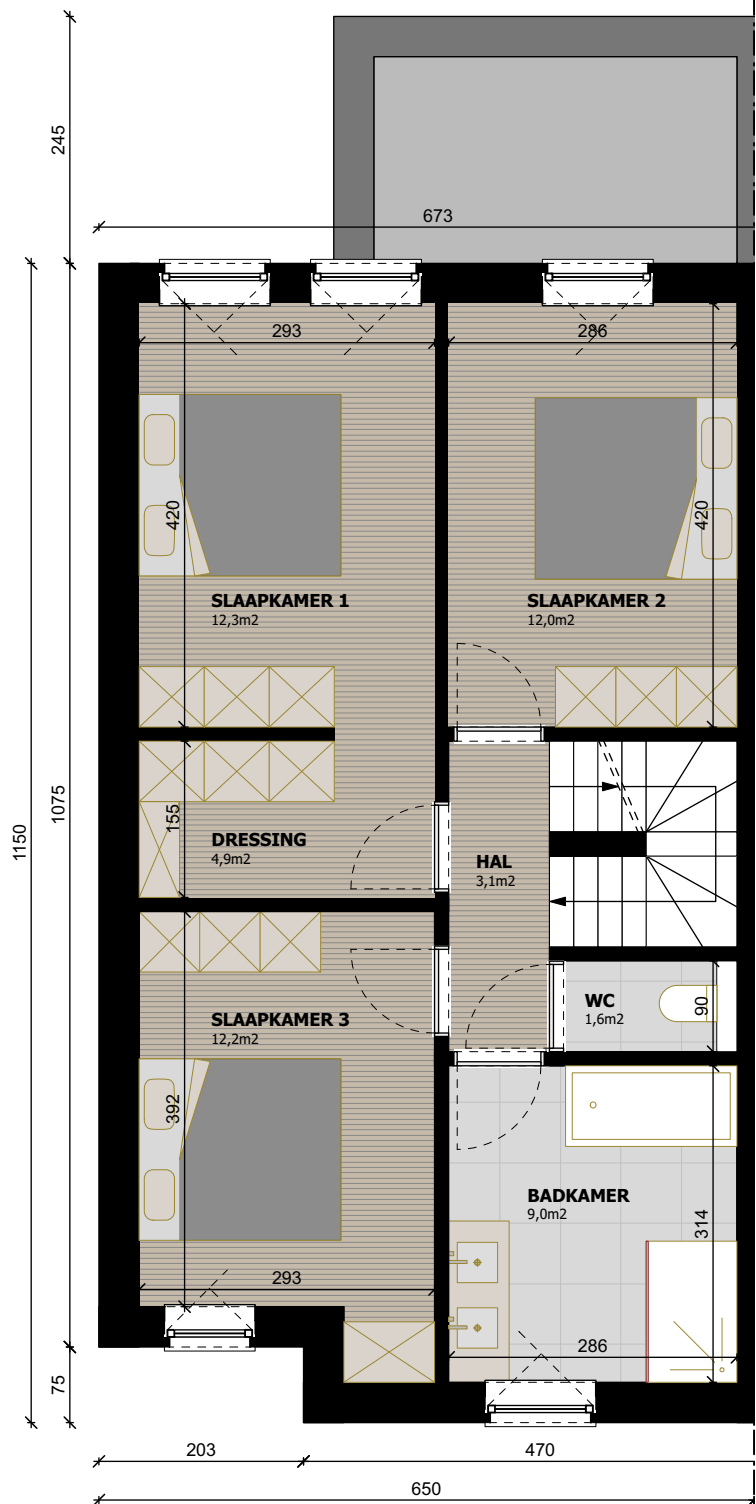 245
673
293
286
420
420
SLAAPKAMER 1
12,3m2
SLAAPKAMER 2
12,0m2
1150
1075
155
DRESSING
4,9m2
HAL
3,1m2
WC
1,6m2
90
SLAAPKAMER 3
12,2m2
392
BADKAMER
9,0m2
314
293
286
75
203
470
650